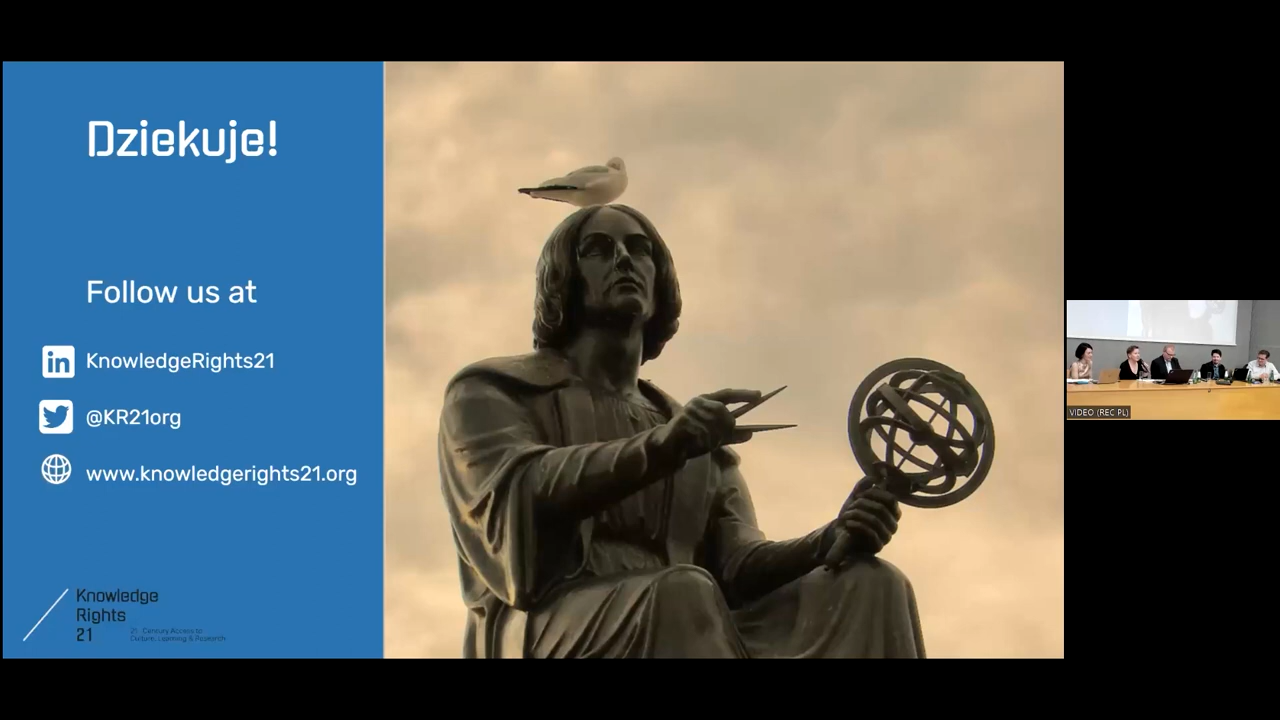 Dziekuje!
Follow us at
KnowledgeRights21
@KR21org
www.knowledgerights21.org
Knowledge
Rights
21
21 Century Access to
Culture, Learning & Research
VIDEO (REC PL)